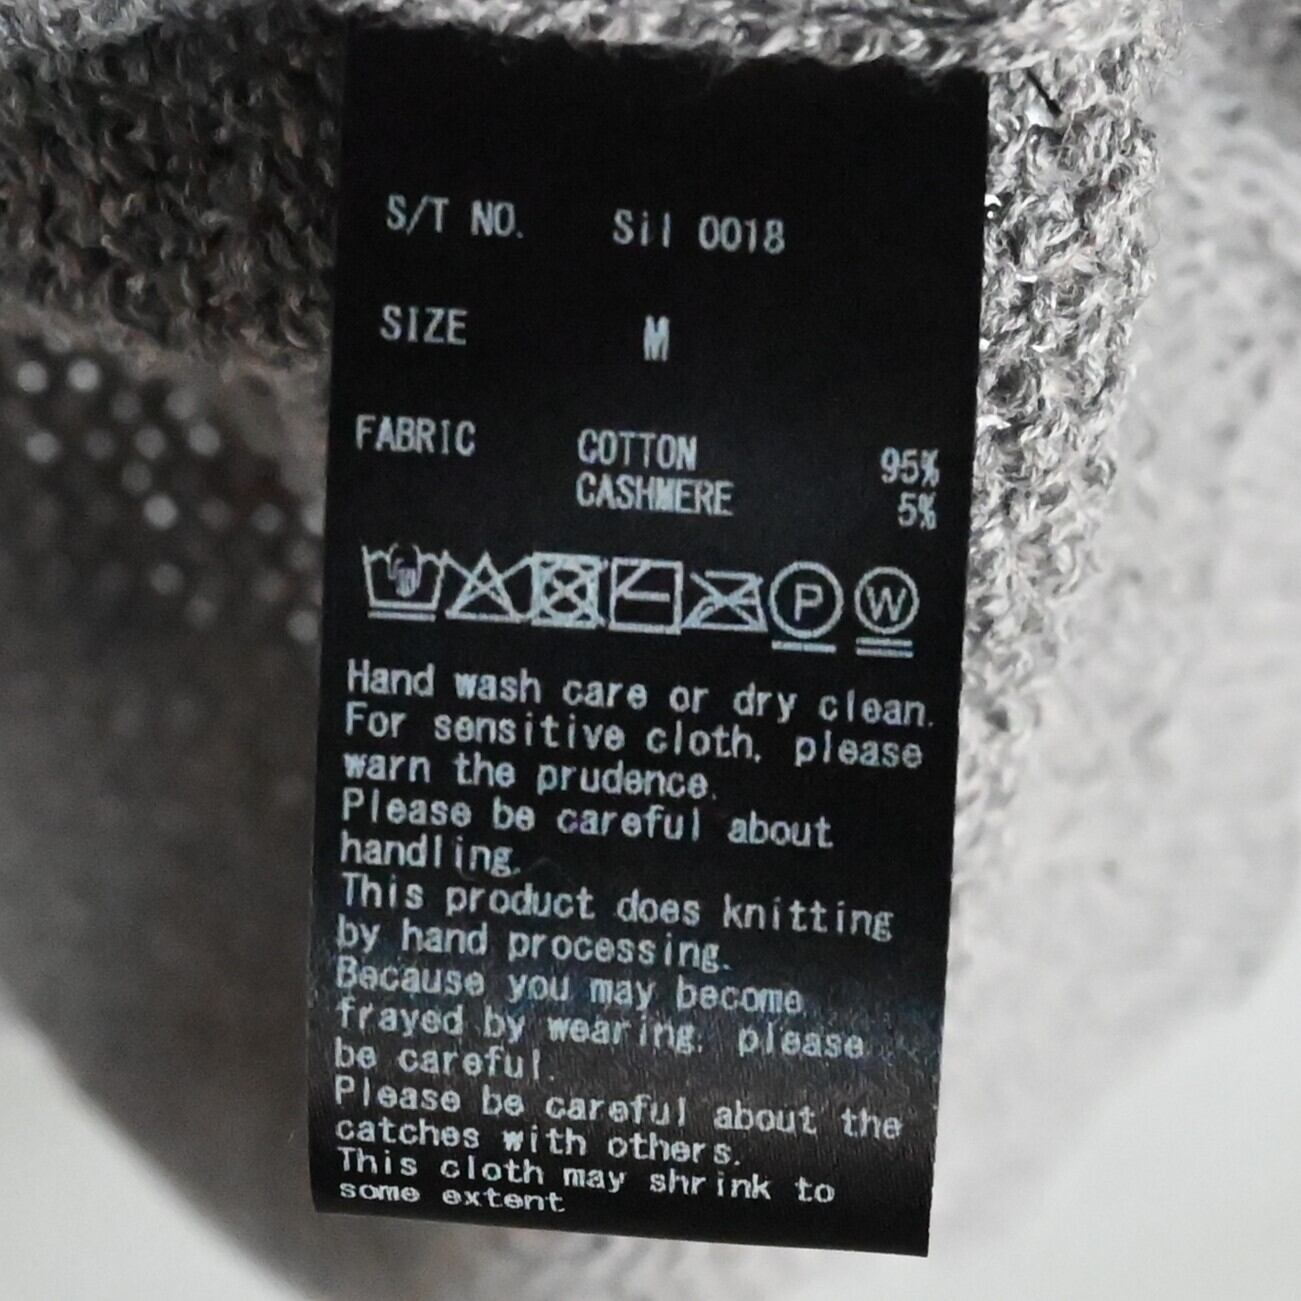 S/T NO. Sil 0018
SIZE M
FABRIC COTTON 95%
CASHMERE 5%
P W
Hand wash care or dry clean.
For sensitive cloth, please
warn the prudence.
Please be careful about
handling.
This product does knitting
by hand processing.
Because you may become
frayed by wearing, please
be careful.
Please be careful about the
catches with others.
This cloth may shrink to
some extent